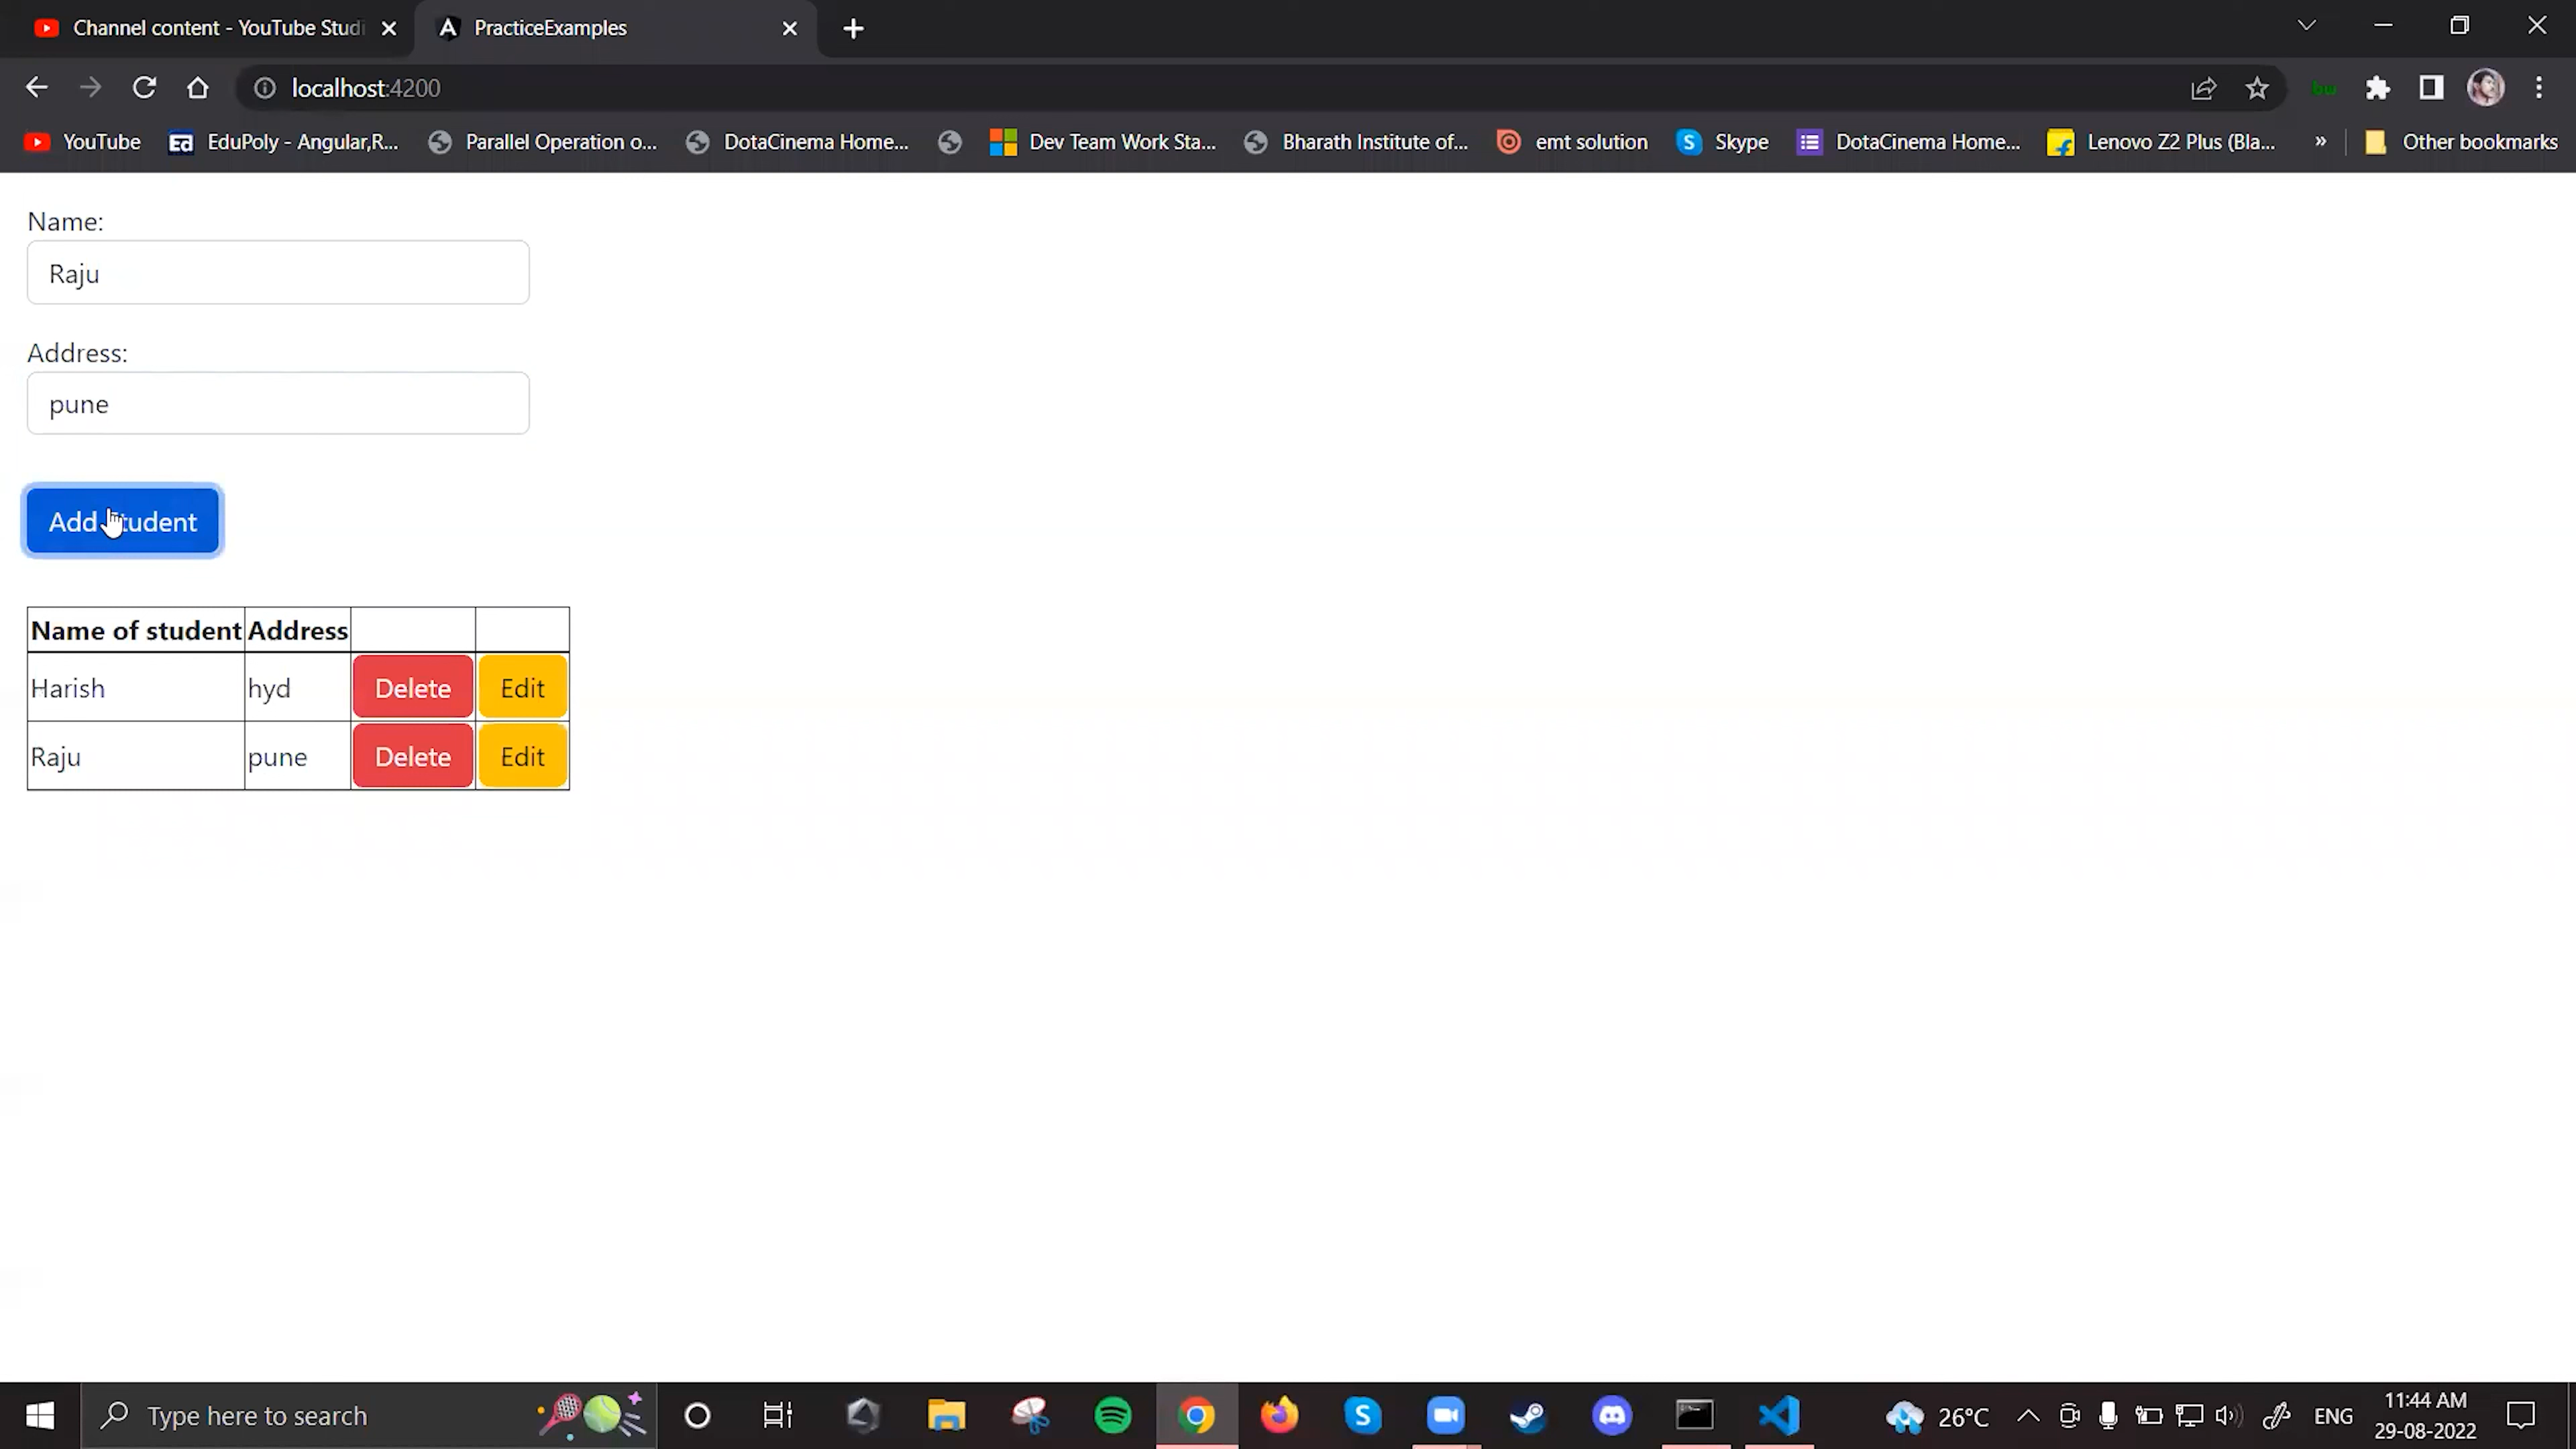 Channel content - YouTube Studi
PracticeExamples
localhost:4200
YouTube
EduPoly - Angular,R...
Parallel Operation o...
DotaCinema Home...
Dev Team Work Sta...
Bharath Institute of...
emt solution
Skype
DotaCinema Home...
Lenovo Z2 Plus (Bla...
Other bookmarks
Name:
Raju
Address:
pune
Add Student
Name of student Address
Harish hyd Delete Edit
Raju pune Delete Edit
Type here to search
26°C
ENG
11:44 AM
29-08-2022